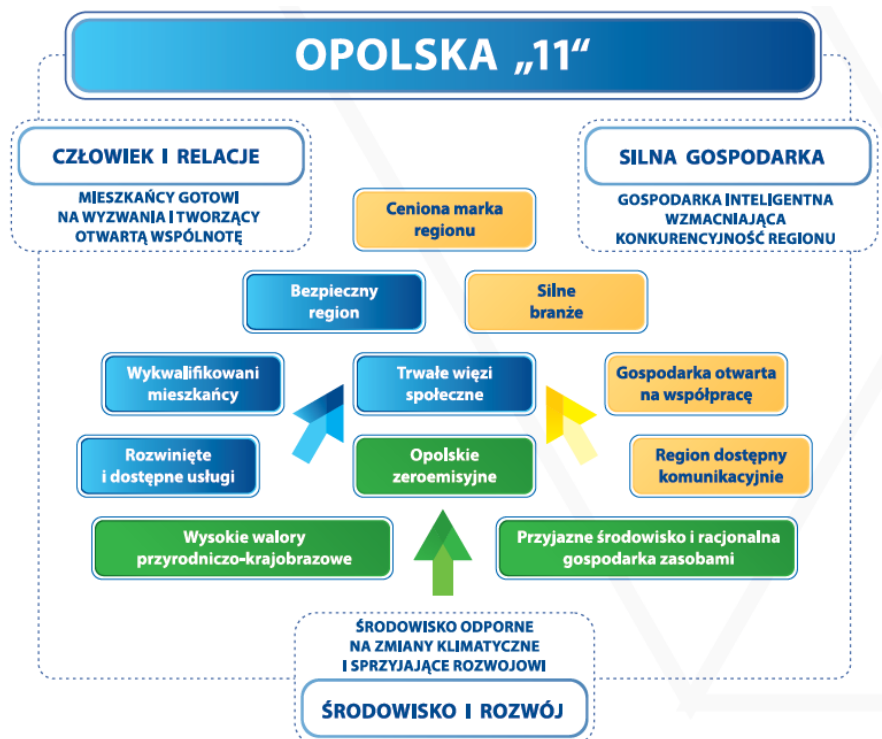 OPOLSKA „11“
CZŁOWIEK I RELACJE
MIESZKAŃCY GOTOWI
NA WYZWANIA I TWORZĄCY
OTWARTĄ WSPÓLNOTĘ
SILNA GOSPODARKA
GOSPODARKA INTELIGENTNA
WZMACNIAJĄCA
KONKURENCYJNOŚĆ REGIONU
Ceniona marka
regionu
Bezpieczny
region
Silne
branże
Wykwalifikowani
mieszkańcy
Trwałe więzi
społeczne
Gospodarka otwarta
na współpracę
Rozwinięte
i dostępne usługi
Opolskie
zeroemisyjne
Region dostępny
komunikacyjnie
Wysokie walory
przyrodniczo-krajobrazowe
Przyjazne środowisko i racjonalna
gospodarka zasobami
ŚRODOWISKO ODPORNE
NA ZMIANY KLIMATYCZNE
I SPRZYJAJĄCE ROZWOJOWI
ŚRODOWISKO I ROZWÓJ